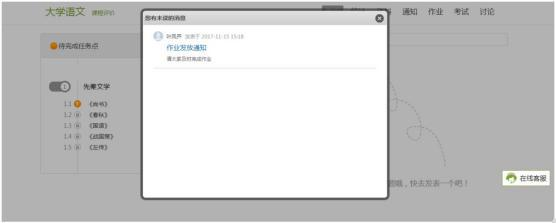 大学语文 课程评价
通知 作业 考试 讨论
您有未读的消息
待完成任务点
发表于 2017-11-15 15:18
作业发放通知
请大家及时完成作业
1 先秦文学
1.1 《尚书》
1.2 《春秋》
1.3 《国语》
1.4 《战国策》
1.5 《左传》
题哦，快去发表一个吧！
在线客服